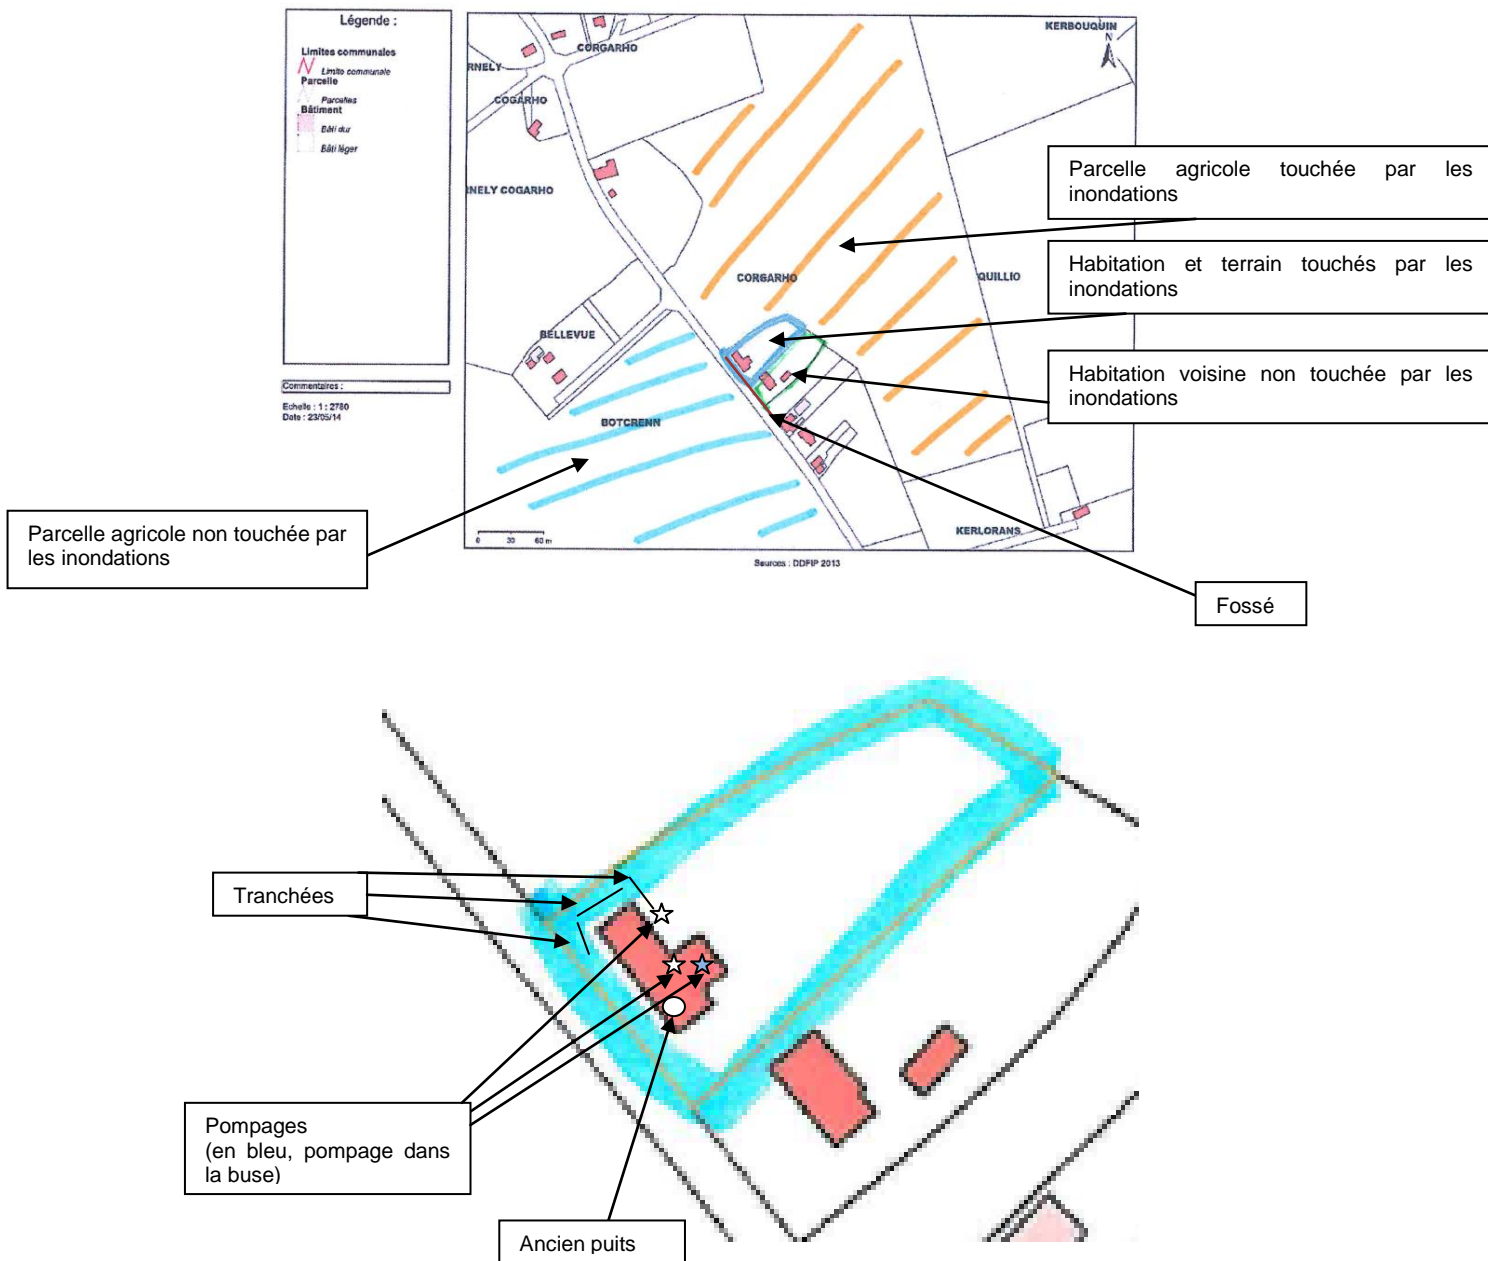 Légende :
Limites communales
Limite communale
Parcelle
Parcelles
Bâtiment
Bâti dur
Bâti léger
Commentaires :
Echelle : 1 : 2780
Date : 23/05/14
CORGARHO
KERBOUQUIN
N
RNELY
COGARHO
RNELY COGARHO
CORGARHO
QUILLIO
BELLEVUE
BOTCRENN
KERLORANS
0 30 60 m
Sources : DDFIP 2013
Parcelle agricole touchée par les
inondations
Habitation et terrain touchés par les
inondations
Habitation voisine non touchée par les
inondations
Parcelle agricole non touchée par
les inondations
Fossé
Tranchées
Pompages
(en bleu, pompage dans
la buse)
Ancien puits